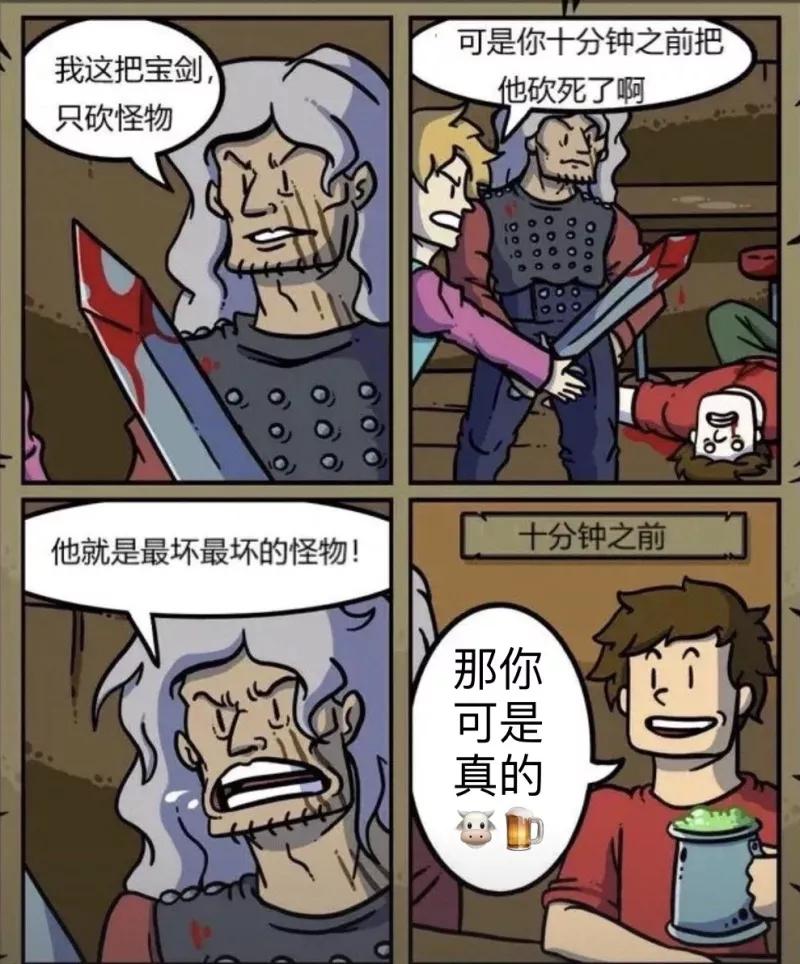 我这把宝剑，
只砍怪物
可是你十分钟之前把
他砍死了啊
他就是最坏最坏的怪物！
十分钟之前
那你
可是
真的
🐮🍺